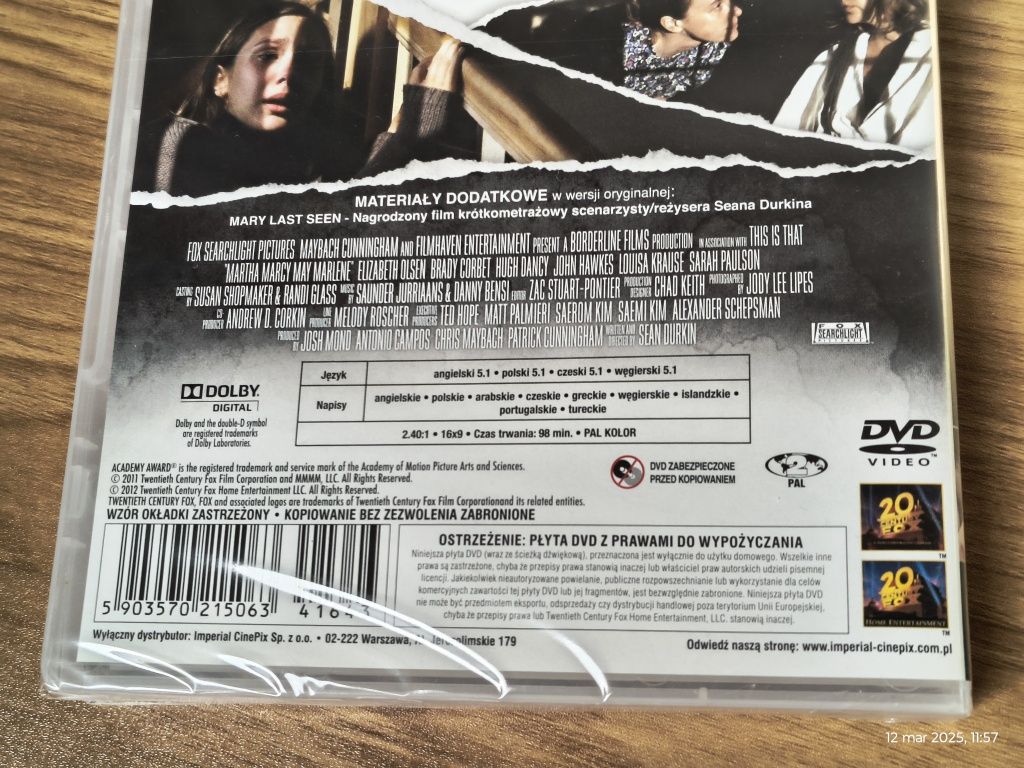 MATERIAŁY DODATKOWE w wersji oryginalnej:
MARY LAST SEEN - Nagrodzony film krótkometrażowy scenarzysty/reżysera Seana Durkina
FOX SEARCHLIGHT PICTURES MAYBACH CUNNINGHAM AND FILMHAVEN ENTERTAINMENT PRESENT A BORDERLINE FILMS PRODUCTION IN ASSOCIATION WITH THIS IS THAT
"MARTHA MARCY MAY MARLENE" ELIZABETH OLSEN BRADY CORBET HUGH DANCY JOHN HAWKES LOUISA KRAUSE SARAH PAULSON
CASTING BY SUSAN SHOPMAKER & RANDI GLASS MUSIC BY SAUNDER JURRIAANS & DANNY BENSI EDITOR ZAC STUART-PONTIER PRODUCTION DESIGNER CHAD KEITH PHOTOGRAPHED BY JODY LEE LIPES
CO-PRODUCER ANDREW D. CORKIN LINE PRODUCER MELODY ROSCHER EXECUTIVE PRODUCERS TED HOPE MATT PALMIERI SAEROM KIM SAEMI KIM ALEXANDER SCHEPSMAN
PRODUCED BY JOSH MOND ANTONIO CAMPOS CHRIS MAYBACH PATRICK CUNNINGHAM WRITTEN AND DIRECTED BY SEAN DURKIN
FOX
SEARCHLIGHT
Język angielski 5.1 • polski 5.1 • czeski 5.1 • węgierski 5.1
Napisy angielskie • polskie • arabskie • czeskie • greckie • węgierskie • islandzkie •
portugalskie • tureckie
2.40:1 • 16x9 • Czas trwania: 98 min. • PAL KOLOR
DOLBY
DIGITAL
Dolby and the double-D symbol
are registered trademarks
of Dolby Laboratories.
DVD
VIDEO™
DVD ZABEZPIECZONE
PRZED KOPIOWANIEM
2
PAL
ACADEMY AWARD® is the registered trademark and service mark of the Academy of Motion Picture Arts and Sciences.
© 2011 Twentieth Century Fox Film Corporation and MMMM, LLC. All Rights Reserved.
© 2012 Twentieth Century Fox Home Entertainment LLC. All Rights Reserved.
TWENTIETH CENTURY FOX, FOX and associated logos are trademarks of Twentieth Century Fox Film Corporationand its related entities.
WZÓR OKŁADKI ZASTRZEŻONY • KOPIOWANIE BEZ ZEZWOLENIA ZABRONIONE
5 903570 215063
OSTRZEŻENIE: PŁYTA DVD Z PRAWAMI DO WYPOŻYCZANIA
Niniejsza płyta DVD (wraz ze ścieżką dźwiękową), przeznaczona jest wyłącznie do użytku domowego. Wszelkie inne
prawa są zastrzeżone, chyba że przepisy prawa stanowią inaczej lub właściciel praw autorskich udzieli pisemnej
licencji. Jakiekolwiek nieautoryzowane powielanie, publiczne rozpowszechnianie lub wykorzystanie dla celów
komercyjnych zawartości tej płyty DVD lub jej fragmentów, jest bezwzględnie zabronione. Niniejsza płyta DVD
nie może być przedmiotem eksportu, odsprzedaży czy dystrybucji handlowej poza terytorium Unii Europejskiej,
chyba że przepisy prawa lub Twentieth Century Fox Home Entertainment, LLC. stanowią inaczej.
20
CENTURY
FOX
™
20
CENTURY
FOX
HOME ENTERTAINMENT
™
Wyłączny dystrybutor: Imperial CinePix Sp. z o.o. • 02-222 Warszawa, Al. Jerozolimskie 179
Odwiedź naszą stronę: www.imperial-cinepix.com.pl
12 mar 2025, 11:57